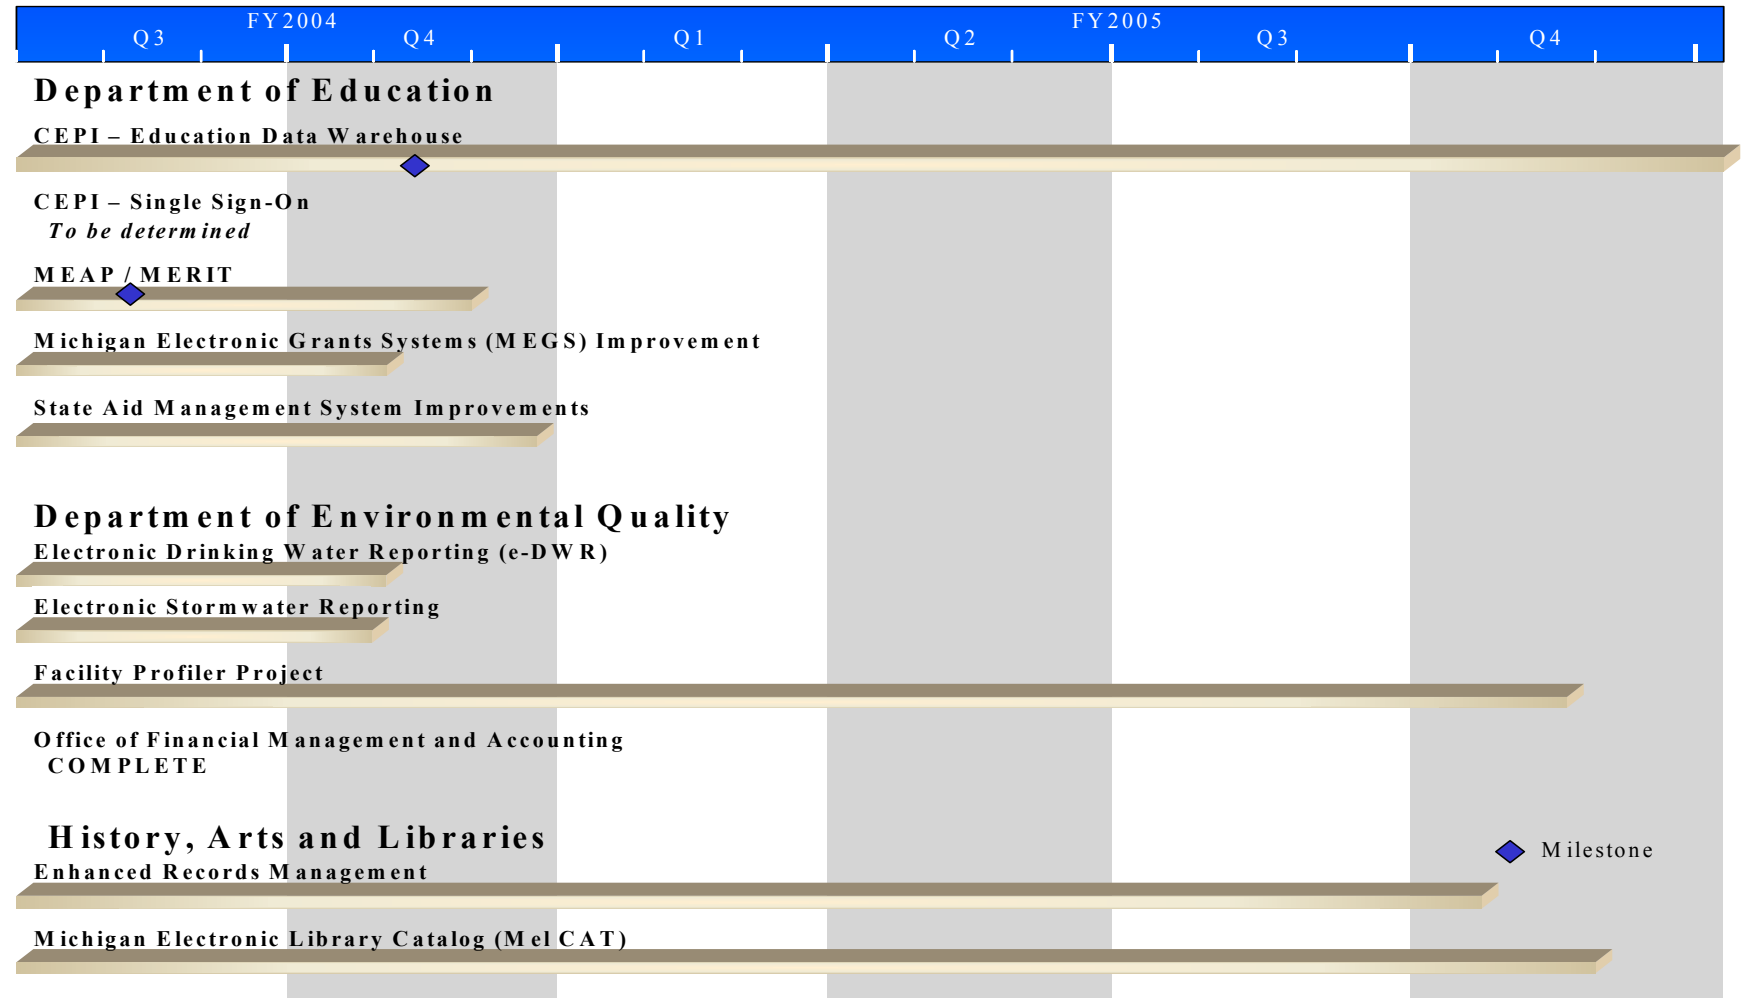 FY2004 FY2005
Q3 Q4 Q1 Q2 Q3 Q4
Department of Education
CEPI – Education Data Warehouse
CEPI – Single Sign-On
To be determined
MEAP / MERIT
Michigan Electronic Grants Systems (MEGS) Improvement
State Aid Management System Improvements
Department of Environmental Quality
Electronic Drinking Water Reporting (e-DWR)
Electronic Stormwater Reporting
Facility Profiler Project
Office of Financial Management and Accounting
COMPLETE
History, Arts and Libraries
Milestone
Enhanced Records Management
Michigan Electronic Library Catalog (Mel CAT)